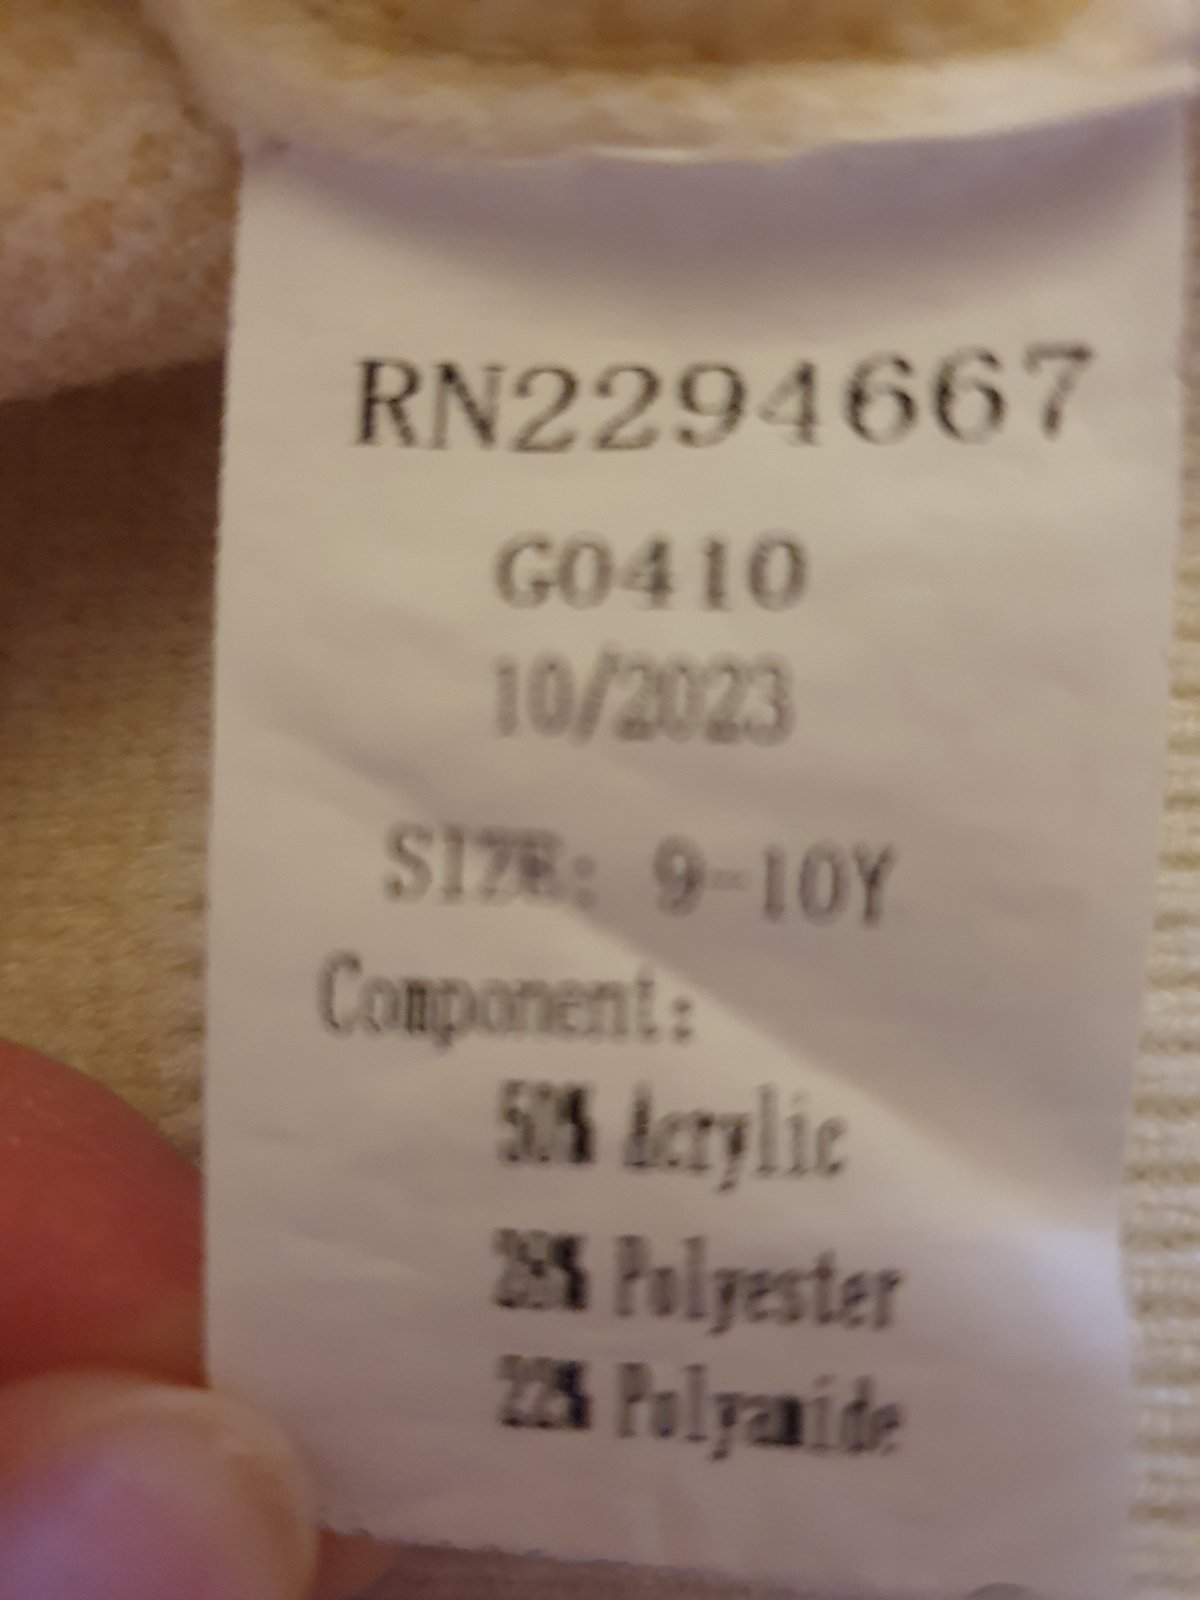 RN2294667
G0410
10/2023
SIZE: 9-10Y
Component:
50% Acrylic
28% Polyester
22% Polyamide